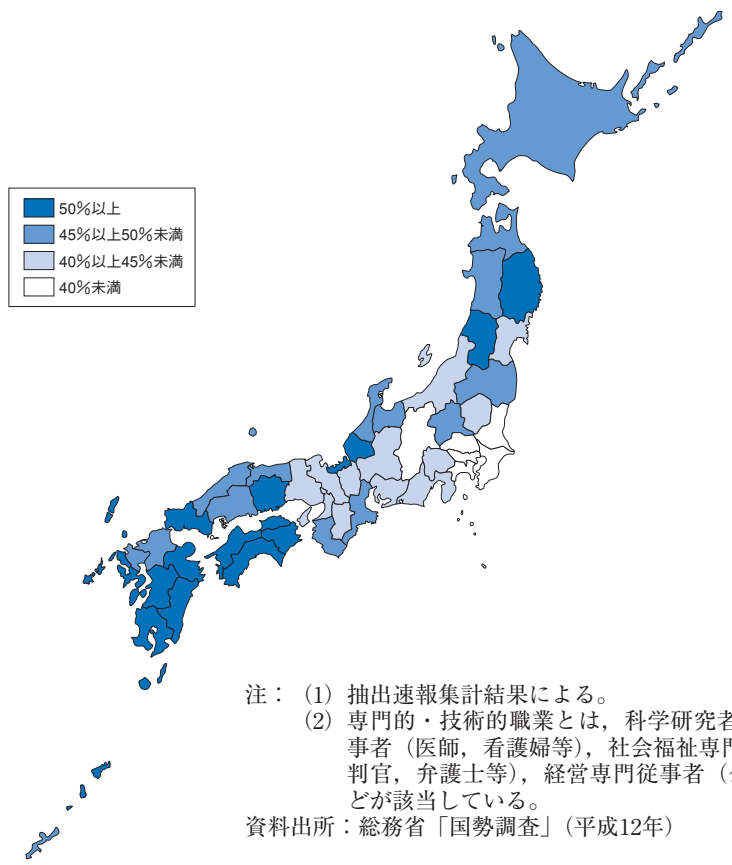 50%以上
45%以上50%未満
40%以上45%未満
40%未満
注：(1) 抽出速報集計結果による。
(2) 専門的・技術的職業とは，科学研究者
事者（医師，看護婦等），社会福祉専門
判官，弁護士等），経営専門従事者（
どが該当している。
資料出所：総務省「国勢調査」（平成12年）